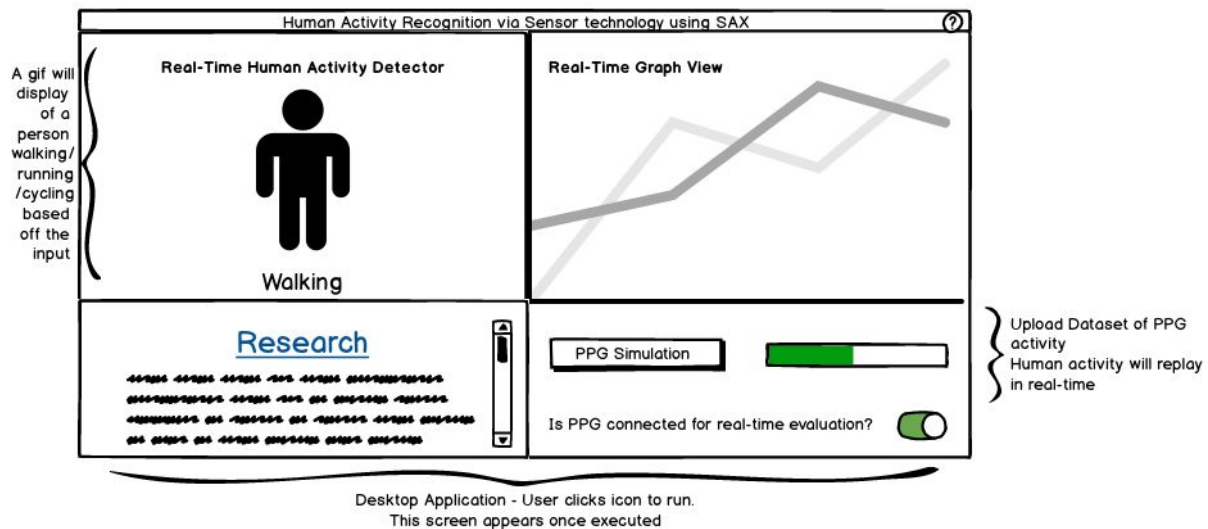 Human Activity Recognition via Sensor technology using SAX
?
A gif will
display
of a
person
walking/
running
/cycling
based
off the
input
Real-Time Human Activity Detector
Walking
Real-Time Graph View
Research
PPG Simulation
Is PPG connected for real-time evaluation?
Upload Dataset of PPG
activity
Human activity will replay
in real-time
Desktop Application - User clicks icon to run.
This screen appears once executed